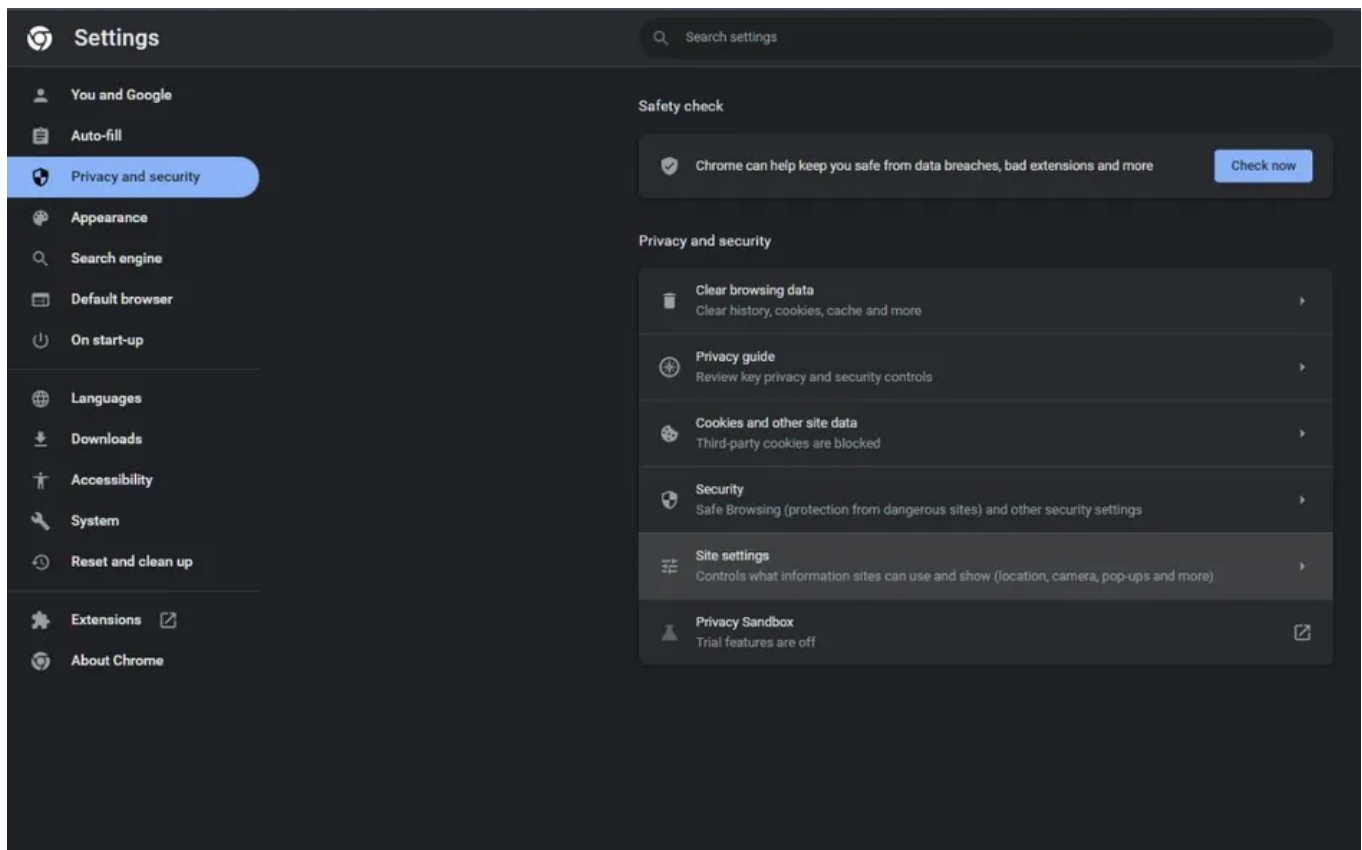 Settings
Search settings
You and Google
Auto-fill
Privacy and security
Appearance
Search engine
Default browser
On start-up
Languages
Downloads
Accessibility
System
Reset and clean up
Extensions
About Chrome
Safety check
Chrome can help keep you safe from data breaches, bad extensions and more
Check now
Privacy and security
Clear browsing data
Clear history, cookies, cache and more
Privacy guide
Review key privacy and security controls
Cookies and other site data
Third-party cookies are blocked
Security
Safe Browsing (protection from dangerous sites) and other security settings
Site settings
Controls what information sites can use and show (location, camera, pop-ups and more)
Privacy Sandbox
Trial features are off